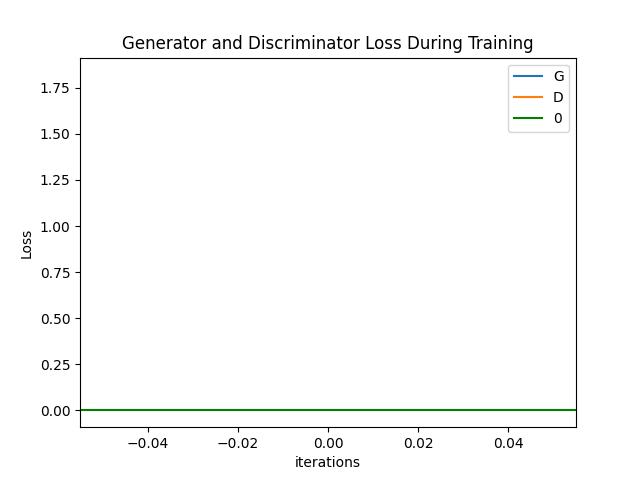 Generator and Discriminator Loss During Training
G
D
0
1.75
1.50
1.25
1.00
0.75
0.50
0.25
0.00
Loss
−0.04
−0.02
0.00
0.02
0.04
iterations